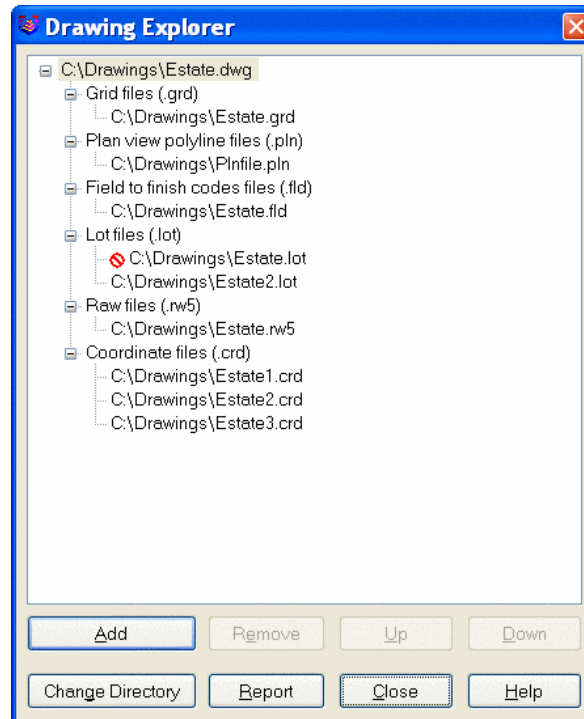 Drawing Explorer
C:\Drawings\Estate.dwg
Grid files (.grd)
C:\Drawings\Estate.grd
Plan view polyline files (.pln)
C:\Drawings\Plnfile.pln
Field to finish codes files (.fld)
C:\Drawings\Estate.fld
Lot files (.lot)
C:\Drawings\Estate.lot
C:\Drawings\Estate2.lot
Raw files (.rw5)
C:\Drawings\Estate.rw5
Coordinate files (.crd)
C:\Drawings\Estate1.crd
C:\Drawings\Estate2.crd
C:\Drawings\Estate3.crd
Add Remove Up Down
Change Directory Report Close Help